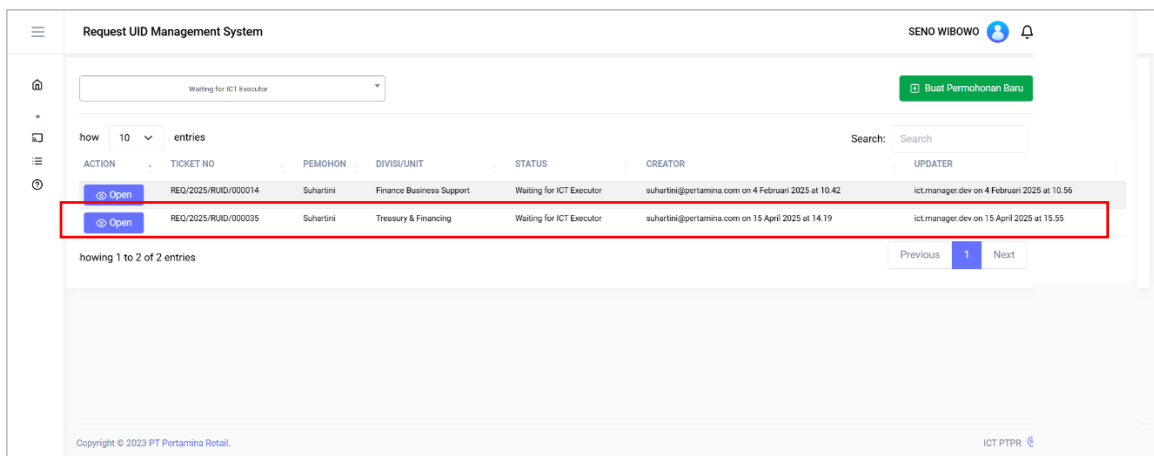 Request UID Management System SENO WIBOWO
Waiting for ICT Executor Buat Permohonan Baru
how 10 entries Search: Search
ACTION TICKET NO PEMOHON DIVISI/UNIT STATUS CREATOR UPDATER
Open REQ/2025/RUID/000014 Suhartini Finance Business Support Waiting for ICT Executor suhartini@pertamina.com on 4 Februari 2025 at 10.42 ict.manager.dev on 4 Februari 2025 at 10.56
Open REQ/2025/RUID/000035 Suhartini Treasury & Financing Waiting for ICT Executor suhartini@pertamina.com on 15 April 2025 at 14.19 ict.manager.dev on 15 April 2025 at 15.55
howing 1 to 2 of 2 entries Previous 1 Next
Copyright © 2023 PT Pertamina Retail. ICT PTPR